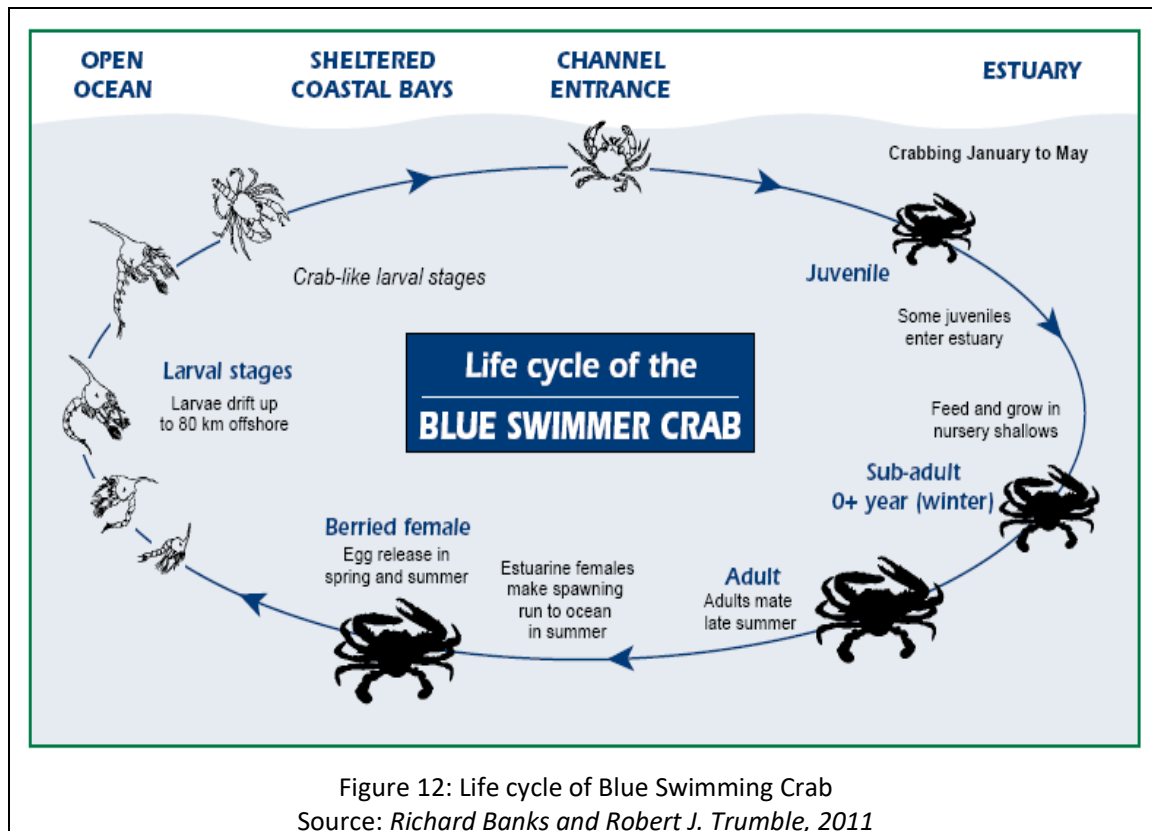 OPEN
OCEAN
SHELTERED
COASTAL BAYS
CHANNEL
ENTRANCE
ESTUARY
Crabbing January to May
Crab-like larval stages
Juvenile
Some juveniles
enter estuary
Larval stages
Larvae drift up
to 80 km offshore
Life cycle of the
BLUE SWIMMER CRAB
Feed and grow in
nursery shallows
Sub-adult
0+ year (winter)
Berried female
Egg release in
spring and summer
Estuarine females
make spawning
run to ocean
in summer
Adult
Adults mate
late summer
Figure 12: Life cycle of Blue Swimming Crab
Source: Richard Banks and Robert J. Trumble, 2011